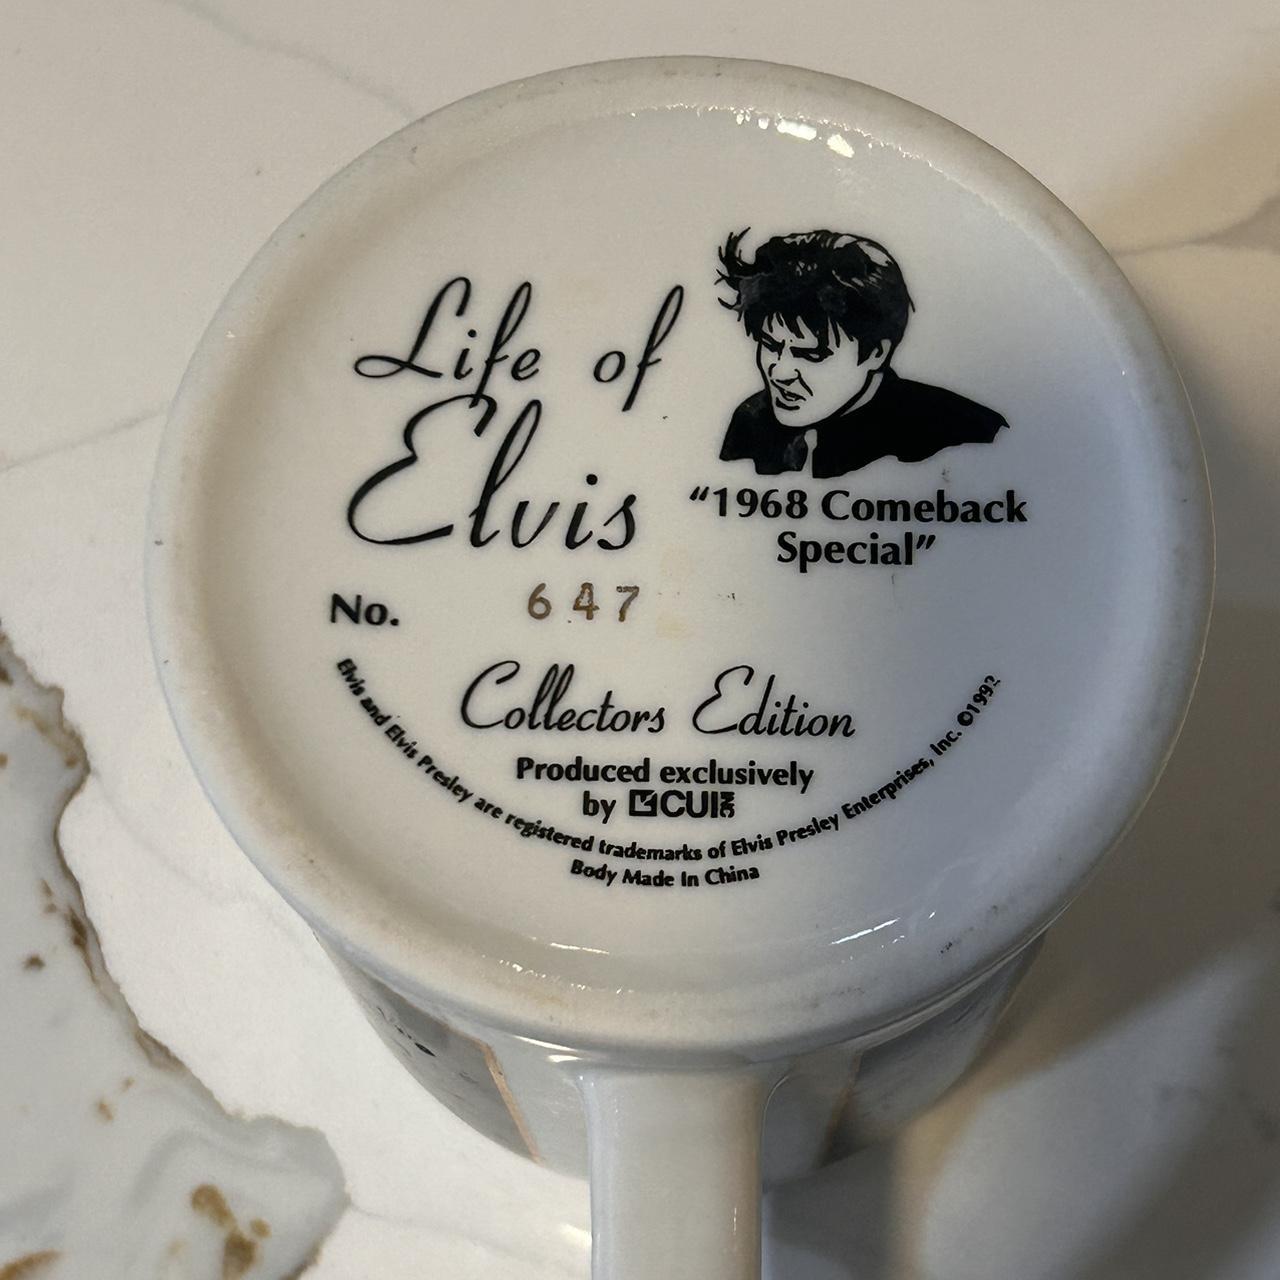 Life of
Elvis
"1968 Comeback
Special"
No. 647
Collectors Edition
Produced exclusively
by CUI INC
Elvis and Elvis Presley are registered trademarks of Elvis Presley Enterprises, Inc. ©1992
Body Made In China